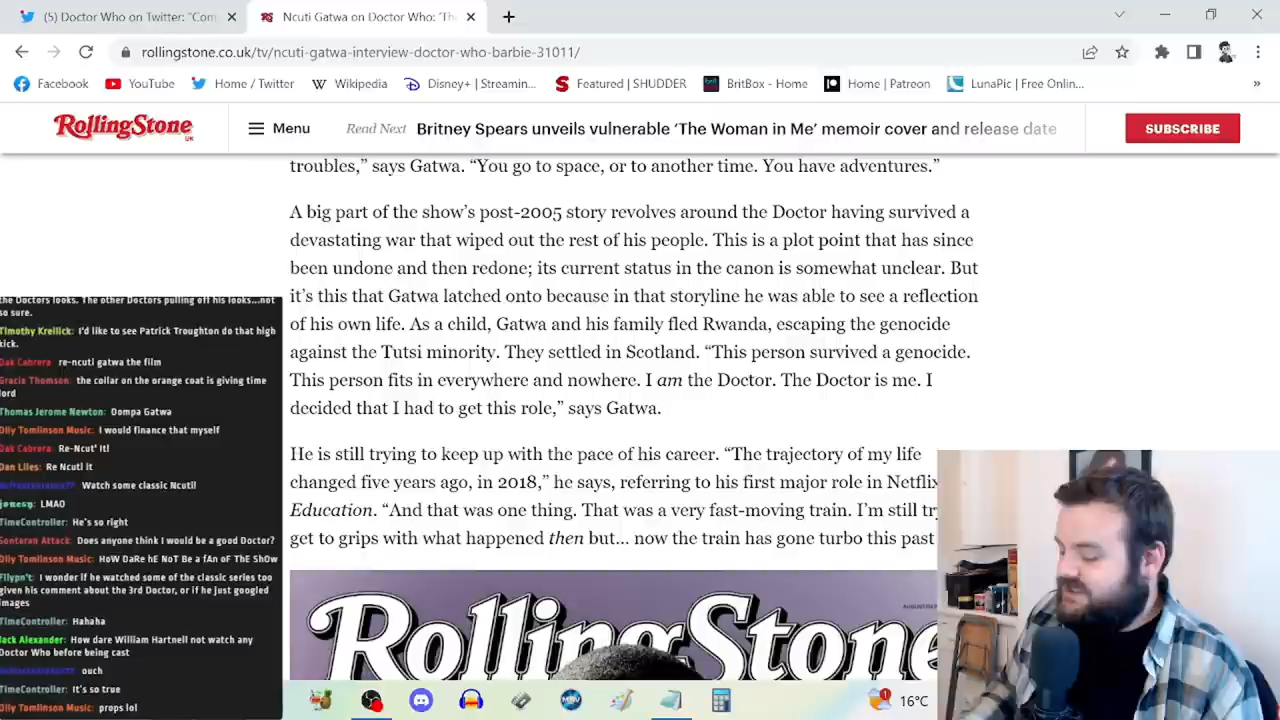 (5) Doctor Who on Twitter: "Com
Ncuti Gatwa on Doctor Who: 'The
rollingstone.co.uk/tv/ncuti-gatwa-interview-doctor-who-barbie-31011/
Facebook YouTube Home / Twitter Wikipedia Disney+ | Streamin... Featured | SHUDDER BritBox - Home Home | Patreon LunaPic | Free Onlin... »
RollingStone UK Menu Read Next Britney Spears unveils vulnerable 'The Woman in Me' memoir cover and release date SUBSCRIBE
troubles,” says Gatwa. “You go to space, or to another time. You have adventures.”
A big part of the show’s post-2005 story revolves around the Doctor having survived a
devastating war that wiped out the rest of his people. This is a plot point that has since
been undone and then redone; its current status in the canon is somewhat unclear. But
it’s this that Gatwa latched onto because in that storyline he was able to see a reflection
of his own life. As a child, Gatwa and his family fled Rwanda, escaping the genocide
against the Tutsi minority. They settled in Scotland. “This person survived a genocide.
This person fits in everywhere and nowhere. I am the Doctor. The Doctor is me. I
decided that I had to get this role,” says Gatwa.
He is still trying to keep up with the pace of his career. “The trajectory of my life
changed five years ago, in 2018,” he says, referring to his first major role in Netflix
Education. “And that was one thing. That was a very fast-moving train. I’m still try
get to grips with what happened then but… now the train has gone turbo this past
RollingStone
the Doctors looks. The other Doctors pulling off his looks...not
so sure.
Timothy Krellick: I'd like to see Patrick Troughton do that high
kick.
Dak Cabrera: re-ncuti gatwa the film
Gracie Thomson: the collar on the orange coat is giving time
lord
Thomas Jerome Newton: Oompa Gatwa
Olly Tomlinson Music: I would finance that myself
Dak Cabrera: Re-Ncut' it!
Dan Liles: Re Ncuti it
Watch some classic Ncuti!
jonesy: LMAO
TimeController: He's so right
Sontaran Attack: Does anyone think I would be a good Doctor?
Olly Tomlinson Music: HoW DaRe hE NoT Be a fAn oF ThE ShOw
Fllypn't: I wonder if he watched some of the classic series too
given his comment about the 3rd Doctor, or if he just googled
images
TimeController: Hahaha
Jack Alexander: How dare William Hartnell not watch any
Doctor Who before being cast
ouch
TimeController: It's so true
Olly Tomlinson Music: props lol
16°C